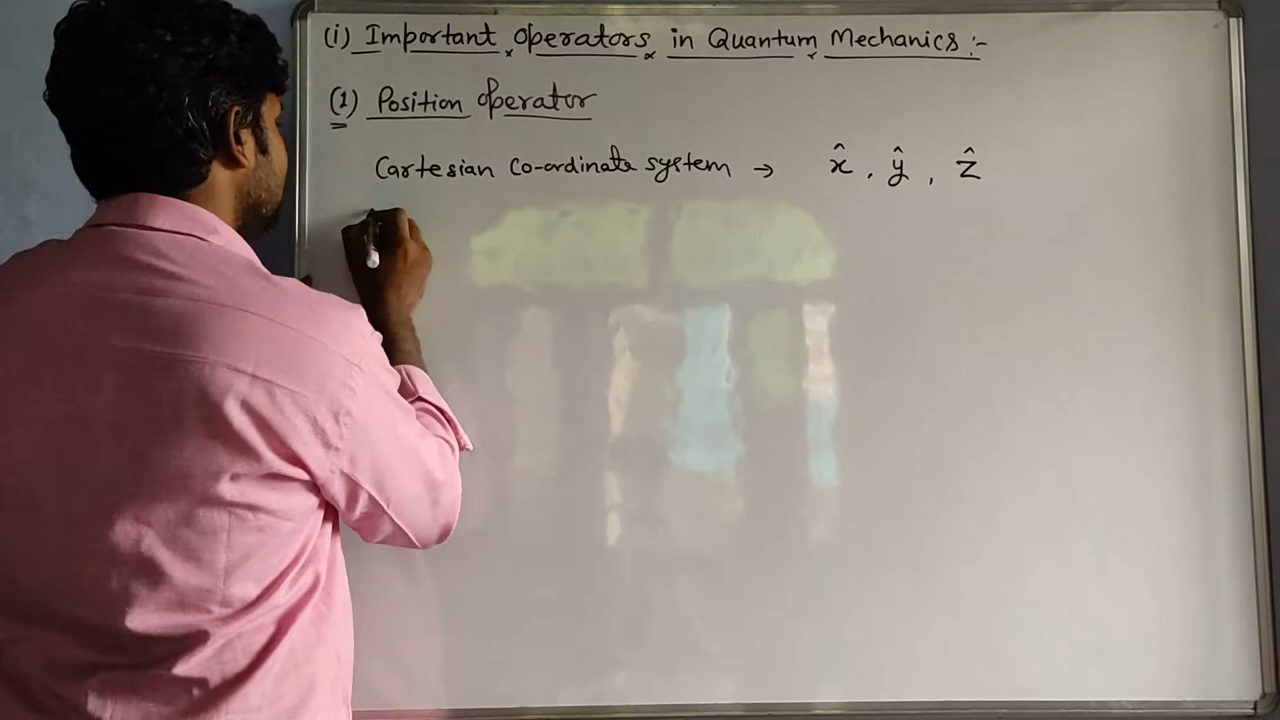 (i) Important operators in Quantum Mechanics :-
(1) Position operator
Cartesian Co-ordinate system → x̂ , ŷ , ẑ